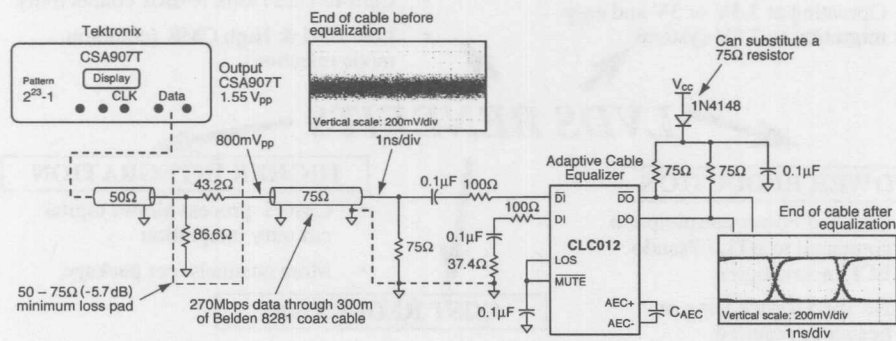 Tektronix
CSA907T
Display
Pattern
2²³-1
CLK
Data
Output
CSA907T
1.55 Vpp
End of cable before
equalization
Vertical scale: 200mV/div
1ns/div
800mVpp
50Ω
43.2Ω
86.6Ω
75Ω
75Ω
50 – 75Ω (-5.7 dB)
minimum loss pad
270Mbps data through 300m
of Belden 8281 coax cable
0.1µF
100Ω
100Ω
0.1µF
37.4Ω
0.1µF
Adaptive Cable
Equalizer
DI
DI
LOS
MUTE
CLC012
DO
DO
AEC+
AEC-
CAEC
Can substitute a
75Ω resistor
Vcc
1N4148
75Ω
75Ω
0.1µF
End of cable after
equalization
Vertical scale: 200mV/div
1ns/div